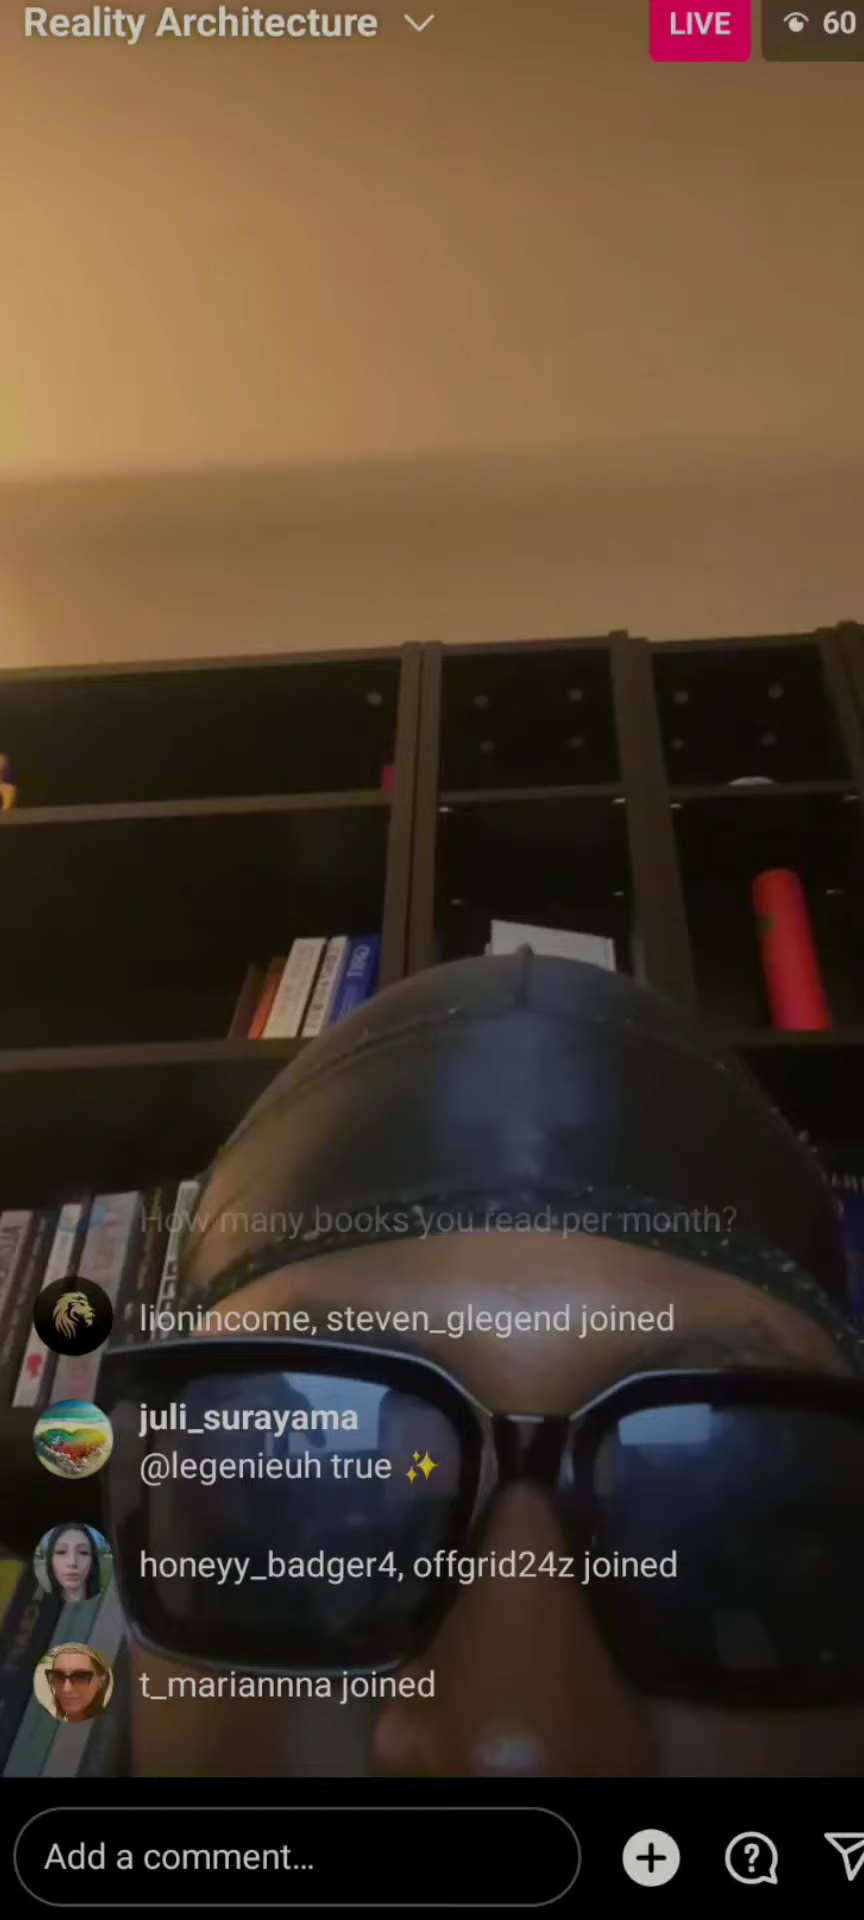 Reality Architecture
LIVE
60
How many books you read per month?
lionincome, steven_glegend joined
juli_surayama
@legenieuh true ✨
honeyy_badger4, offgrid24z joined
t_mariannna joined
Add a comment...